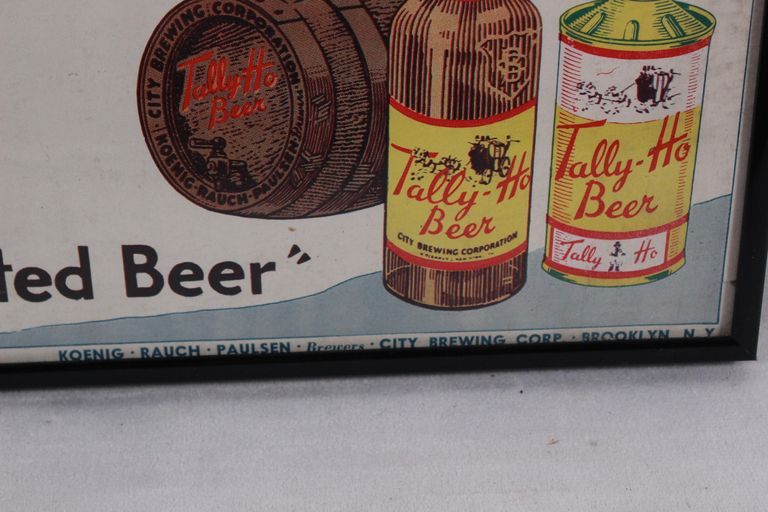 CITY BREWING CORPORATION
Tally-Ho
Beer
KOENIG-RAUCH-PAULSEN-Brewers
Tally-Ho
Beer
CITY BREWING CORPORATION
Tally-Ho
Beer
Tally Ho
ted Beer"
KOENIG · RAUCH · PAULSEN · Brewers · CITY BREWING CORP · BROOKLYN N Y